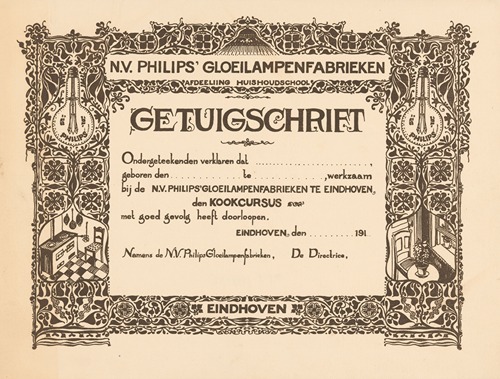 N.V. PHILIPS' GLOEILAMPENFABRIEKEN
AFDEELING HUISHOUDSCHOOL
GETUIGSCHRIFT
Ondergeteekenden verklaren dat ........................,
geboren den ............... te ..............., werkzaam
bij de N.V. PHILIPS' GLOEILAMPENFABRIEKEN TE EINDHOVEN,
den KOOKCURSUS
met goed gevolg heeft doorloopen.
EINDHOVEN, den ........ 191
Namens de N.V. Philips Gloeilampenfabrieken, De Directrice,
EINDHOVEN